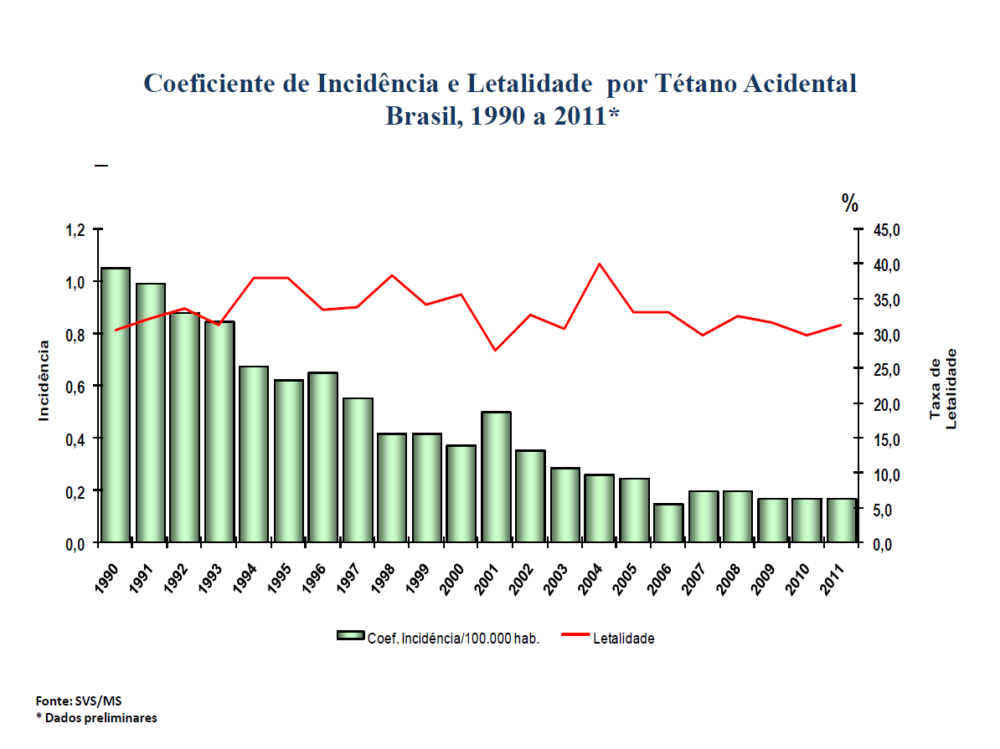 Coeficiente de Incidência e Letalidade por Tétano Acidental
Brasil, 1990 a 2011*
%
1,2
1,0
0,8
0,6
0,4
0,2
0,0
Incidência
45,0
40,0
35,0
30,0
25,0
20,0
15,0
10,0
5,0
0,0
Taxa de
Letalidade
1990 1991 1992 1993 1994 1995 1996 1997 1998 1999 2000 2001 2002 2003 2004 2005 2006 2007 2008 2009 2010 2011
Coef. Incidência/100.000 hab. Letalidade
Fonte: SVS/MS
* Dados preliminares